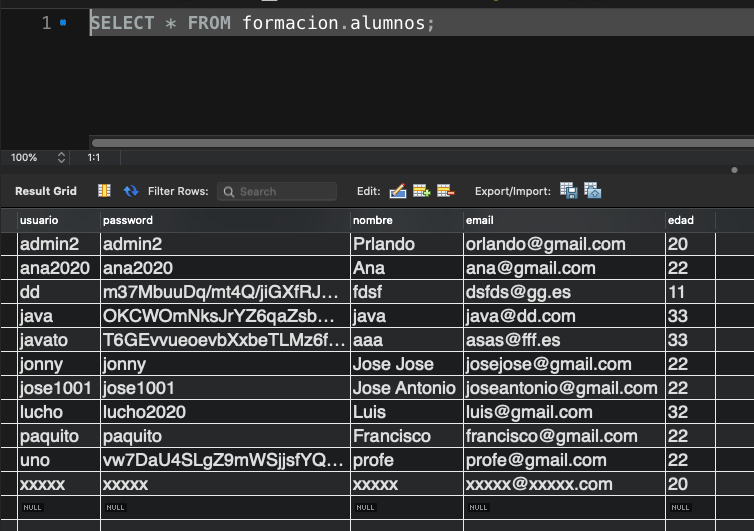 1 SELECT * FROM formacion.alumnos;
100% 1:1
Result Grid Filter Rows: Search Edit: Export/Import:
usuario password nombre email edad
admin2 admin2 Prlando orlando@gmail.com 20
ana2020 ana2020 Ana ana@gmail.com 22
dd m37MbuuDq/mt4Q/jiGXfRJ... fdsf dsfds@gg.es 11
java OKCWOmNksJrYZ6qaZsb... java java@dd.com 33
javato T6GEvvueoevbXxbeTLMz6f... aaa asas@fff.es 33
jonny jonny Jose Jose josejose@gmail.com 22
jose1001 jose1001 Jose Antonio joseantonio@gmail.com 22
lucho lucho2020 Luis luis@gmail.com 32
paquito paquito Francisco francisco@gmail.com 22
uno vw7DaU4SLgZ9mWSjjsfYQ... profe profe@gmail.com 22
xxxxx xxxxx xxxxx xxxxx@xxxxx.com 20
NULL NULL NULL NULL NULL